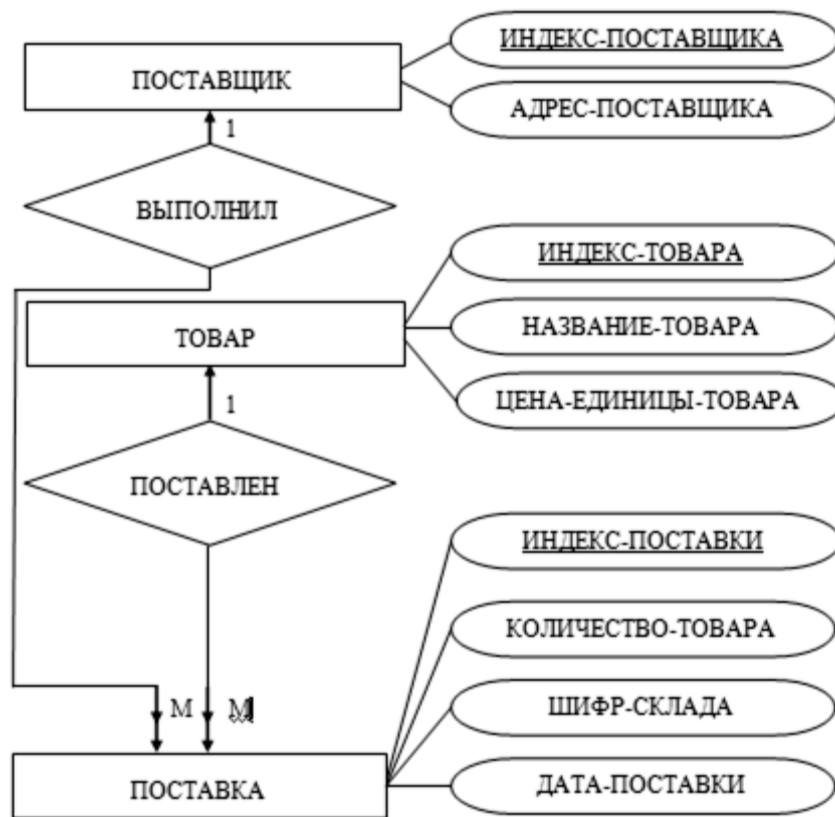 ИНДЕКС-ПОСТАВЩИКА
ПОСТАВЩИК
АДРЕС-ПОСТАВЩИКА
1
ВЫПОЛНИЛ
ИНДЕКС-ТОВАРА
ТОВАР
НАЗВАНИЕ-ТОВАРА
ЦЕНА-ЕДИНИЦЫ-ТОВАРА
1
ПОСТАВЛЕН
ИНДЕКС-ПОСТАВКИ
КОЛИЧЕСТВО-ТОВАРА
М
М
ШИФР-СКЛАДА
ПОСТАВКА
ДАТА-ПОСТАВКИ